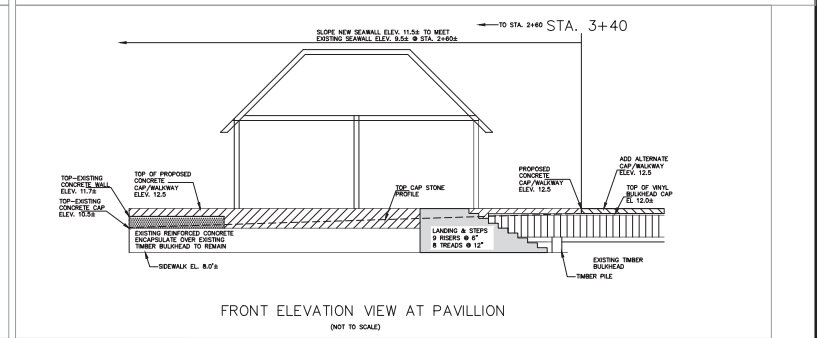 TO STA. 2+60 STA. 3+40
SLOPE NEW SEAWALL ELEV. 11.5± TO MEET
EXISTING SEAWALL ELEV. 9.5± @ STA. 2+60±
TOP-EXISTING
CONCRETE WALL
ELEV. 11.7±
TOP-EXISTING
CONCRETE CAP
ELEV. 10.5±
TOP OF PROPOSED
CONCRETE
CAP/WALKWAY
ELEV. 12.5
TOP CAP STONE
PROFILE
PROPOSED
CONCRETE
CAP/WALKWAY
ELEV. 12.5
ADD ALTERNATE
CAP/WALKWAY
ELEV. 12.5
TOP OF VINYL
BULKHEAD CAP
EL 12.0±
EXISTING REINFORCED CONCRETE
ENCAPSULATE OVER EXISTING
TIMBER BULKHEAD TO REMAIN
LANDING & STEPS
9 RISERS @ 6"
8 TREADS @ 12"
SIDEWALK EL. 8.0'±
EXISTING TIMBER
BULKHEAD
TIMBER PILE
FRONT ELEVATION VIEW AT PAVILLION
(NOT TO SCALE)